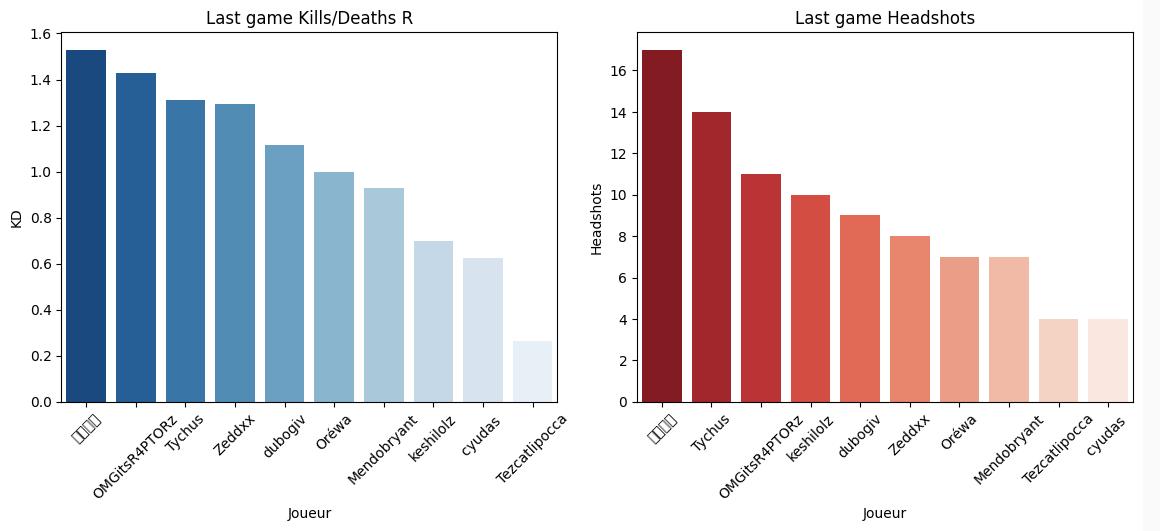 Last game Kills/Deaths R
1.6
1.4
1.2
1.0
0.8
0.6
0.4
0.2
0.0
KD
OMGitsR4PTORz
Tychus
Zeddxx
dubogiv
Oréwa
Mendobryant
keshilolz
cyudas
Tezcatlipocca
Joueur
Last game Headshots
16
14
12
10
8
6
4
2
0
Headshots
Tychus
OMGitsR4PTORz
keshilolz
dubogiv
Zeddxx
Oréwa
Mendobryant
Tezcatlipocca
cyudas
Joueur